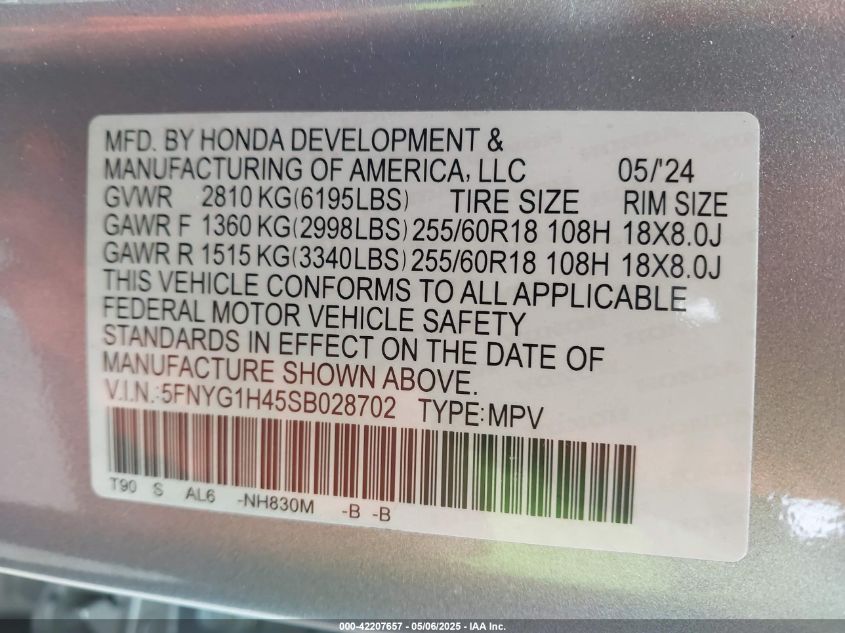 MFD. BY HONDA DEVELOPMENT &
MANUFACTURING OF AMERICA, LLC 05/'24
GVWR 2810 KG(6195LBS) TIRE SIZE RIM SIZE
GAWR F 1360 KG(2998LBS) 255/60R18 108H 18X8.0J
GAWR R 1515 KG(3340LBS) 255/60R18 108H 18X8.0J
THIS VEHICLE CONFORMS TO ALL APPLICABLE
FEDERAL MOTOR VEHICLE SAFETY
STANDARDS IN EFFECT ON THE DATE OF
MANUFACTURE SHOWN ABOVE.
V.I.N.:5FNYG1H45SB028702 TYPE:MPV
T90 S AL6 -NH830M -B -B
000-42207657 - 05/06/2025 - IAA Inc.